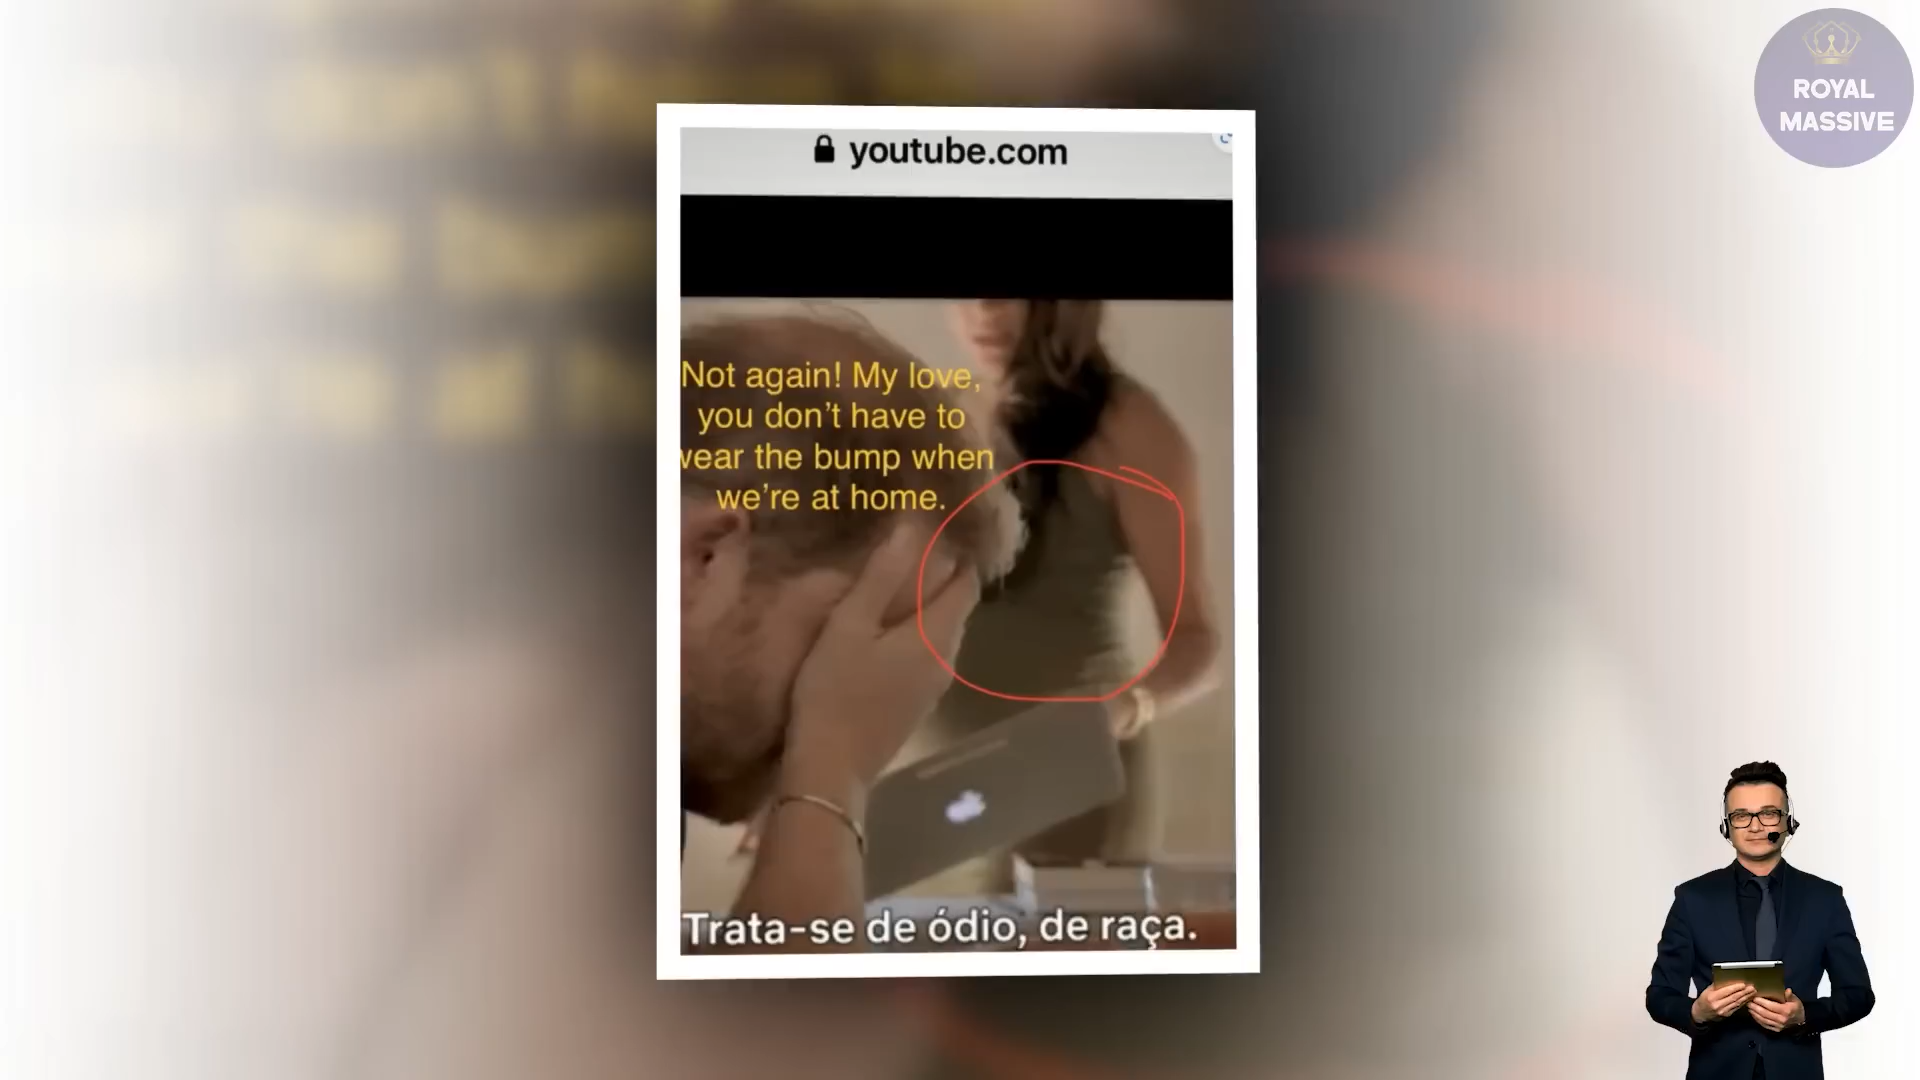 ROYAL
MASSIVE
youtube.com
Not again! My love,
you don't have to
wear the bump when
we're at home.
Trata-se de ódio, de raça.